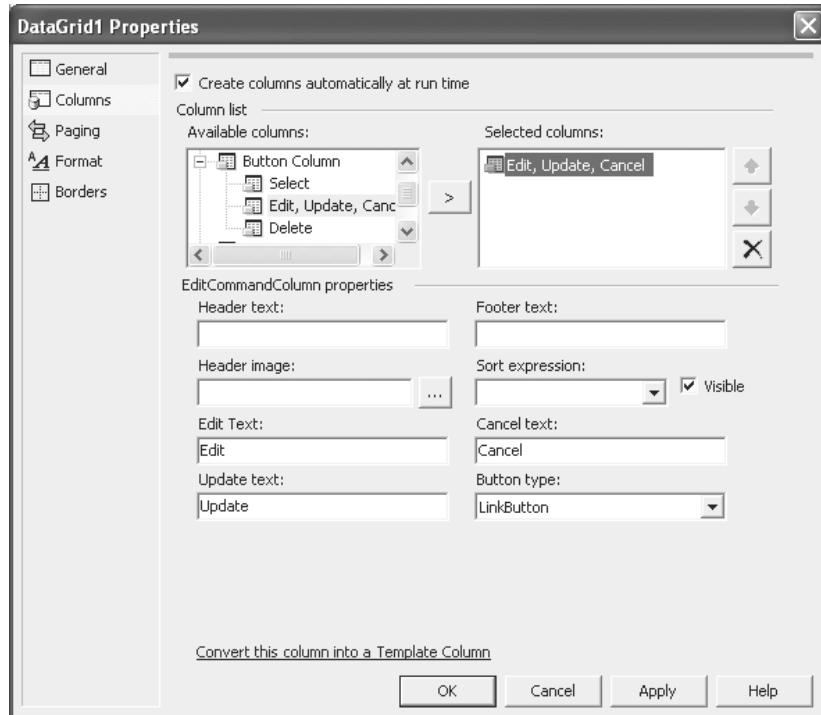 DataGrid1 Properties
General
Columns
Paging
Format
Borders
Create columns automatically at run time
Column list
Available columns:
Selected columns:
Button Column
Select
Edit, Update, Canc
Delete
>
Edit, Update, Cancel
EditCommandColumn properties
Header text:
Footer text:
Header image:
Sort expression:
...
Visible
Edit Text:
Cancel text:
Edit
Cancel
Update text:
Button type:
Update
LinkButton
Convert this column into a Template Column
OK
Cancel
Apply
Help